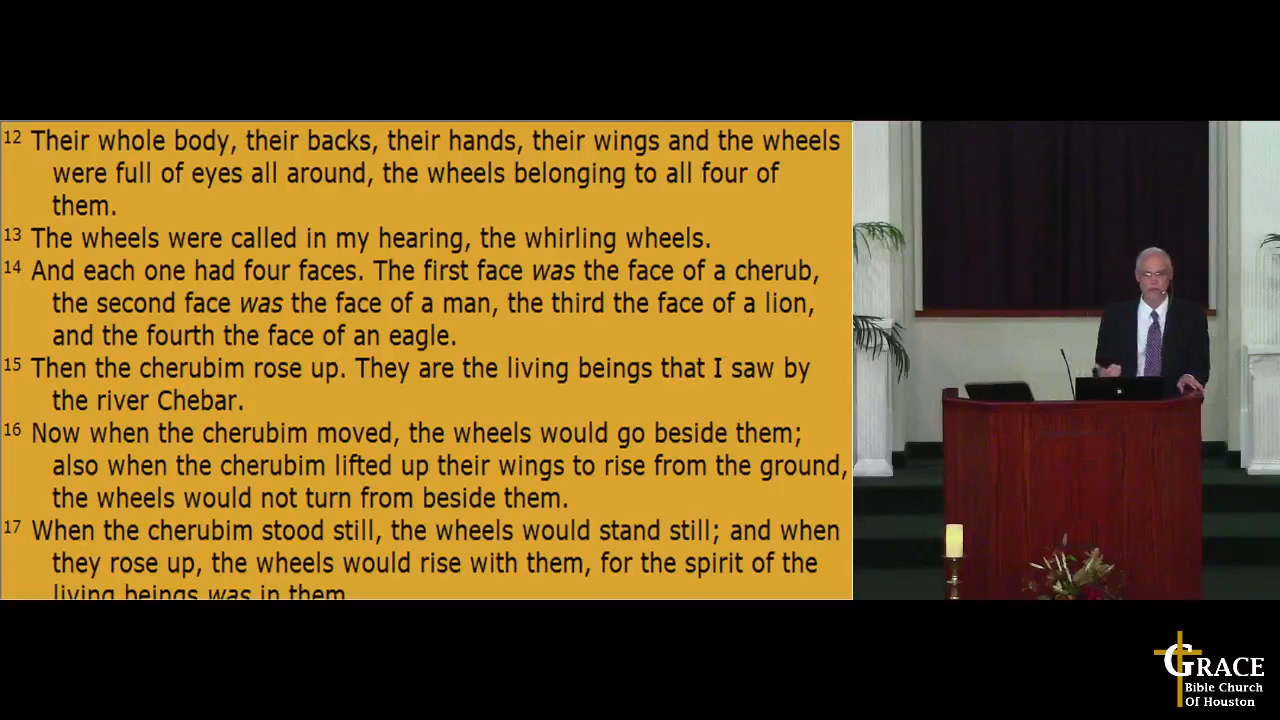 12 Their whole body, their backs, their hands, their wings and the wheels
were full of eyes all around, the wheels belonging to all four of
them.
13 The wheels were called in my hearing, the whirling wheels.
14 And each one had four faces. The first face was the face of a cherub,
the second face was the face of a man, the third the face of a lion,
and the fourth the face of an eagle.
15 Then the cherubim rose up. They are the living beings that I saw by
the river Chebar.
16 Now when the cherubim moved, the wheels would go beside them;
also when the cherubim lifted up their wings to rise from the ground,
the wheels would not turn from beside them.
17 When the cherubim stood still, the wheels would stand still; and when
they rose up, the wheels would rise with them, for the spirit of the
living beings was in them
GRACE
Bible Church
Of Houston